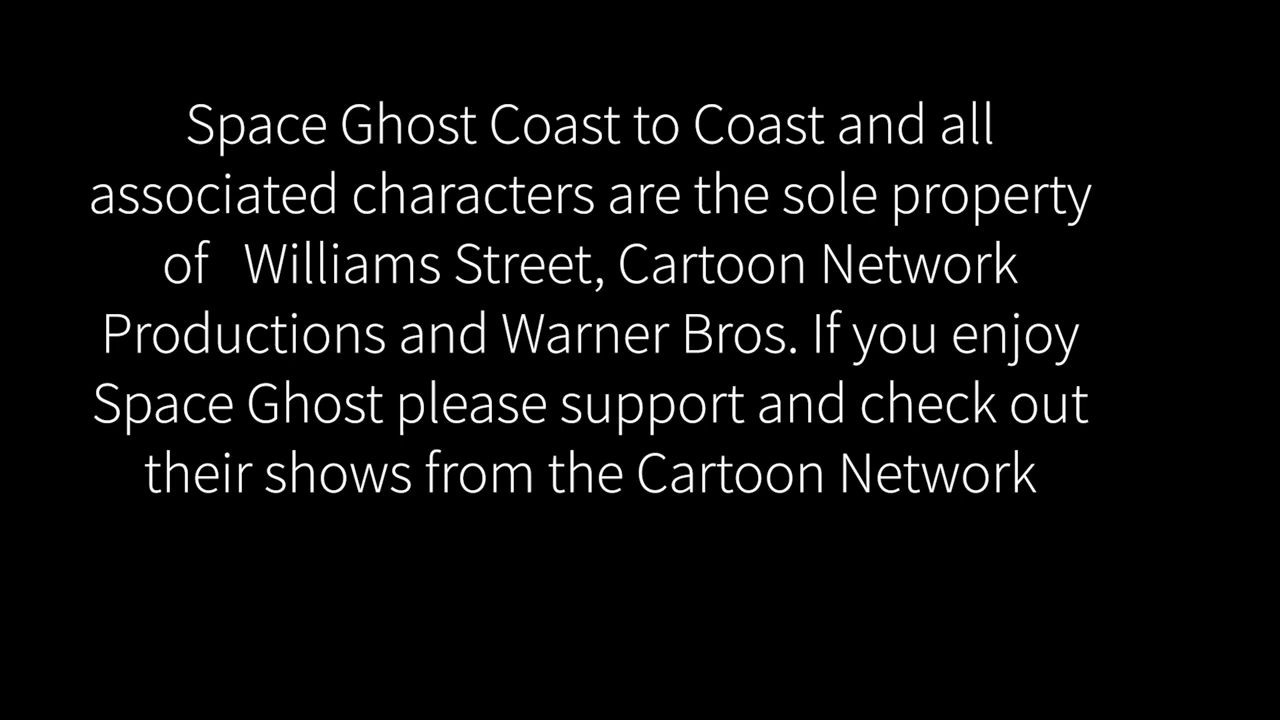 Space Ghost Coast to Coast and all
associated characters are the sole property
of   Williams Street, Cartoon Network
Productions and Warner Bros. If you enjoy
Space Ghost please support and check out
their shows from the Cartoon Network